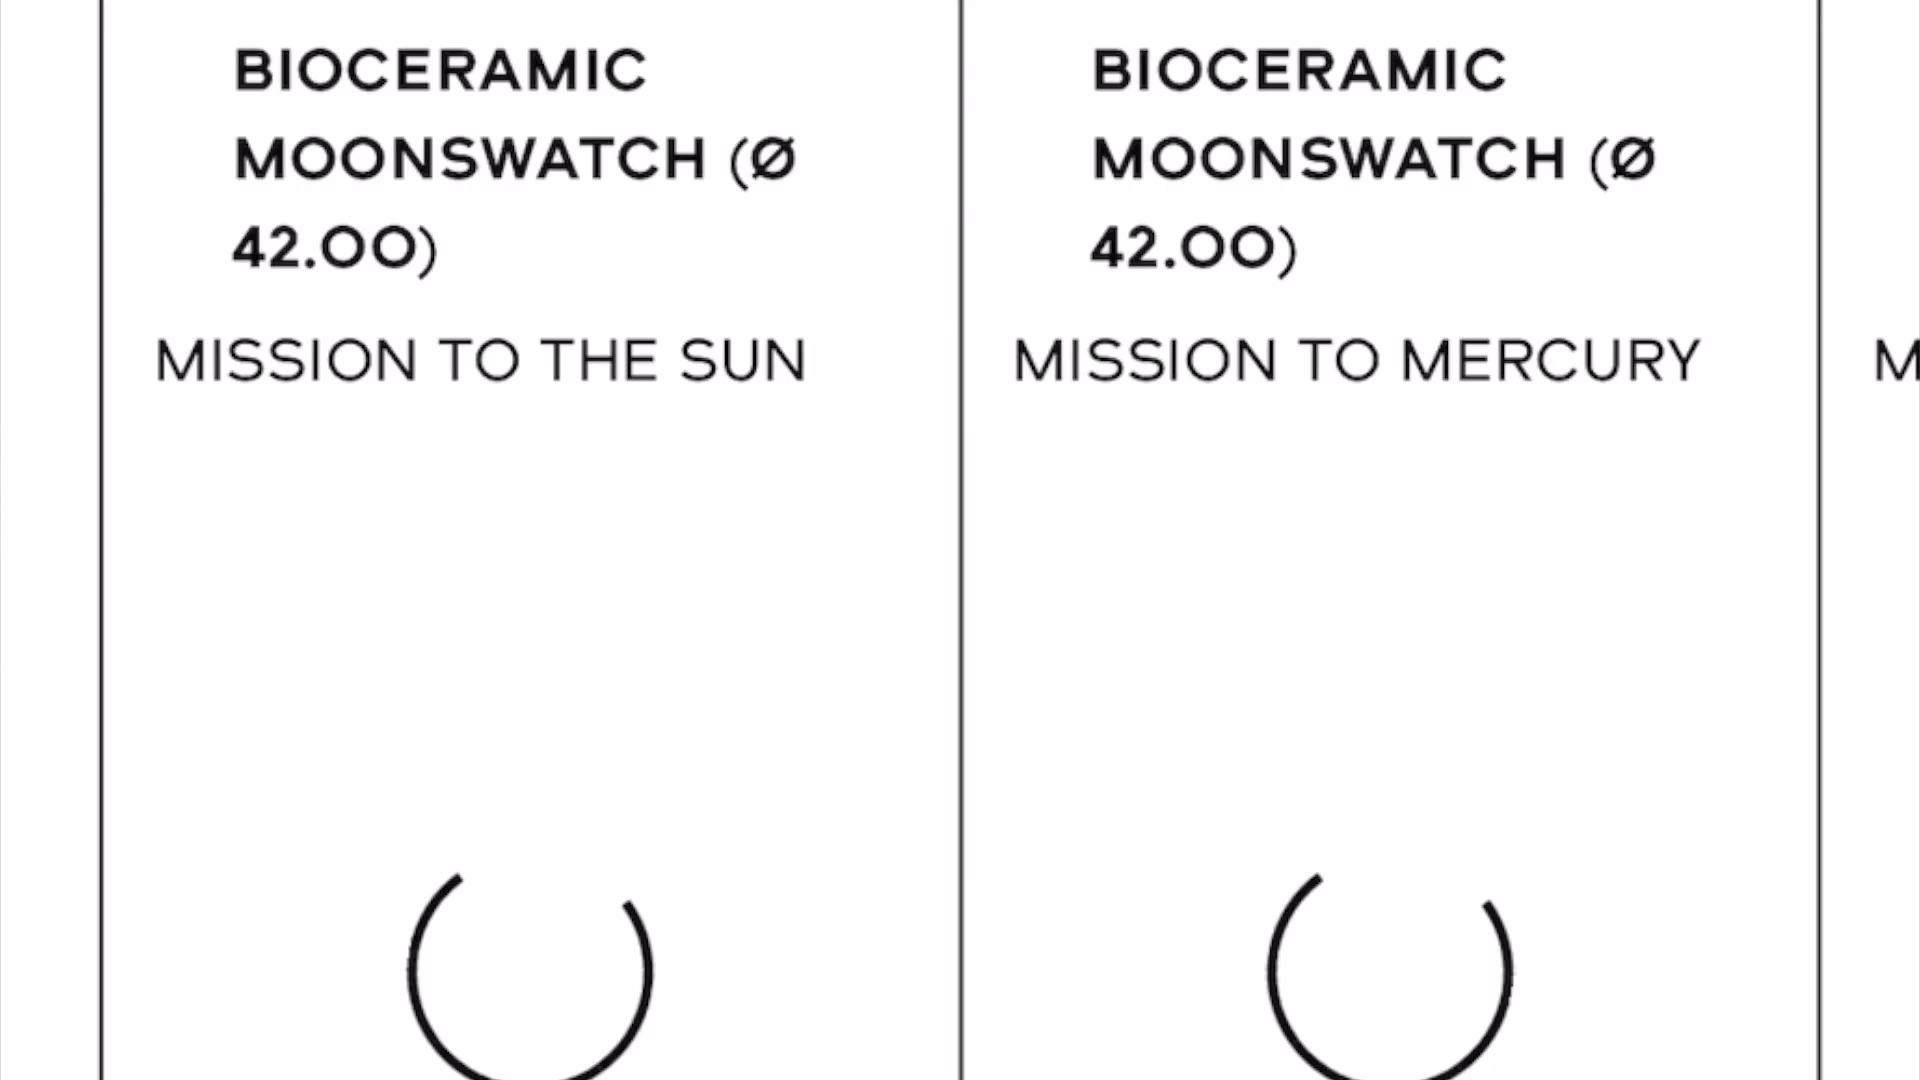 BIOCERAMIC
MOONSWATCH (Ø
42.00)
MISSION TO THE SUN
BIOCERAMIC
MOONSWATCH (Ø
42.00)
MISSION TO MERCURY
M